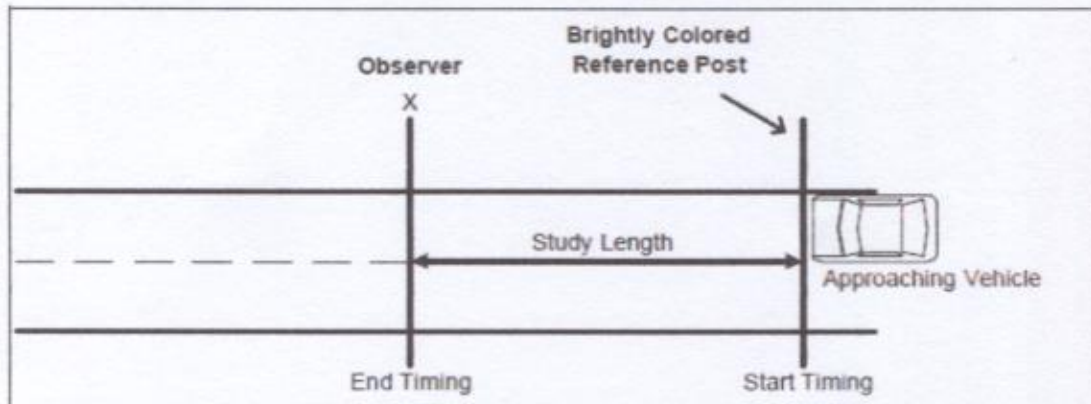 Brightly Colored
Reference Post
Observer
X
Study Length
Approaching Vehicle
End Timing
Start Timing